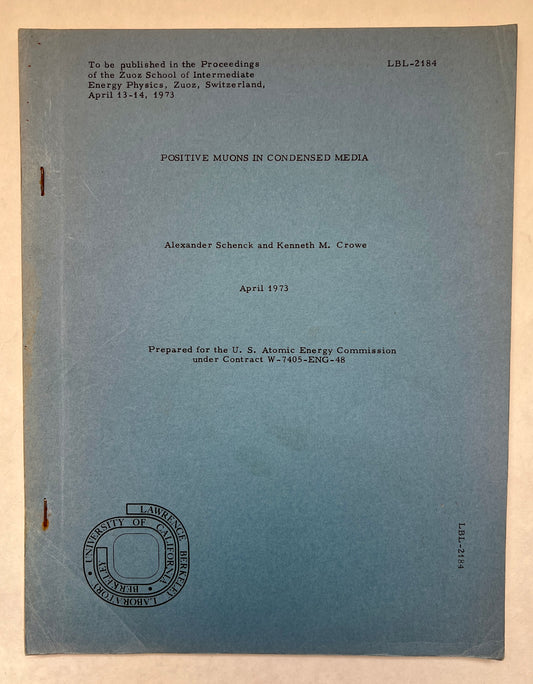 To be published in the Proceedings
of the Zuoz School of Intermediate
Energy Physics, Zuoz, Switzerland,
April 13-14, 1973
LBL-2184
POSITIVE MUONS IN CONDENSED MEDIA
Alexander Schenck and Kenneth M. Crowe
April 1973
Prepared for the U. S. Atomic Energy Commission
under Contract W-7405-ENG-48
LAWRENCE BERKELEY LABORATORY •
UNIVERSITY OF CALIFORNIA • BERKELEY
LBL-2184